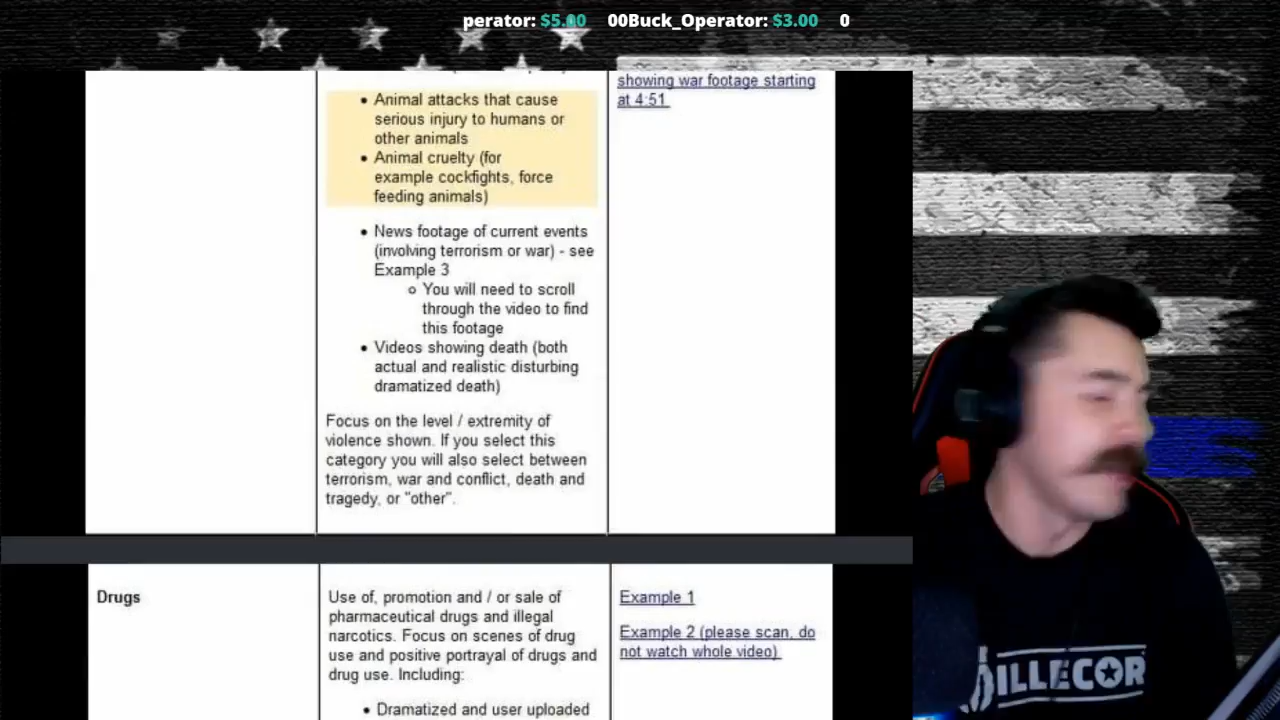 perator: $5.00 00Buck_Operator: $3.00 0
showing war footage starting
at 4:51
• Animal attacks that cause
serious injury to humans or
other animals
• Animal cruelty (for
example cockfights, force
feeding animals)
• News footage of current events
(involving terrorism or war) - see
Example 3
o You will need to scroll
through the video to find
this footage
• Videos showing death (both
actual and realistic disturbing
dramatized death)
Focus on the level / extremity of
violence shown. If you select this
category you will also select between
terrorism, war and conflict, death and
tragedy, or "other".
Drugs
Use of, promotion and / or sale of
pharmaceutical drugs and illegal
narcotics. Focus on scenes of drug
use and positive portrayal of drugs and
drug use. Including:
• Dramatized and user uploaded
Example 1
Example 2 (please scan, do
not watch whole video)
ILLECOR